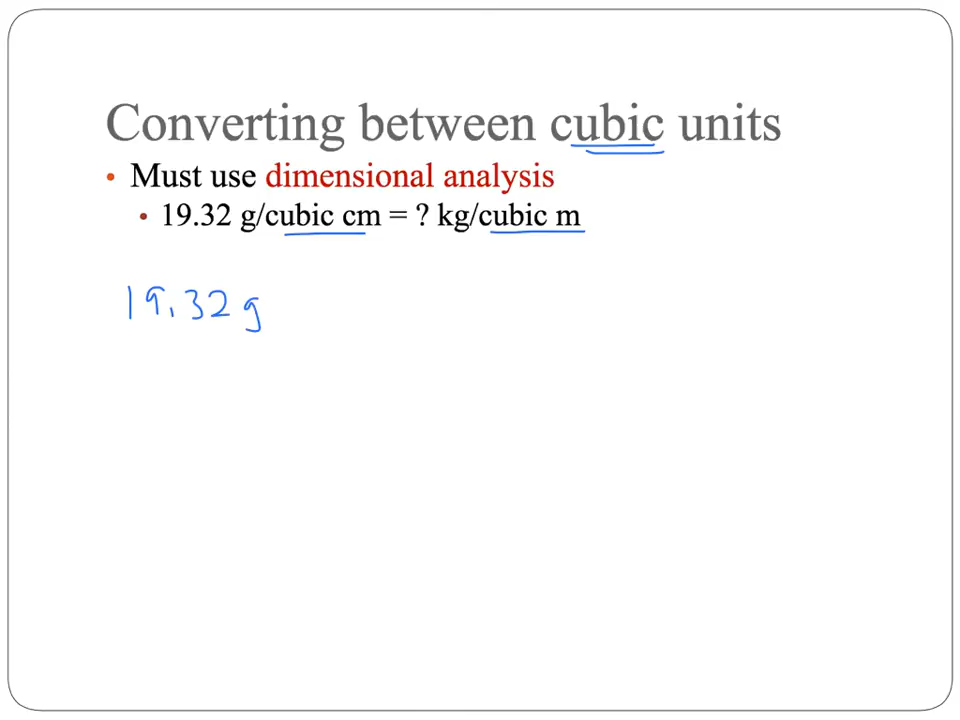 Converting between cubic units
• Must use dimensional analysis
• 19.32 g/cubic cm = ? kg/cubic m
19.32 g